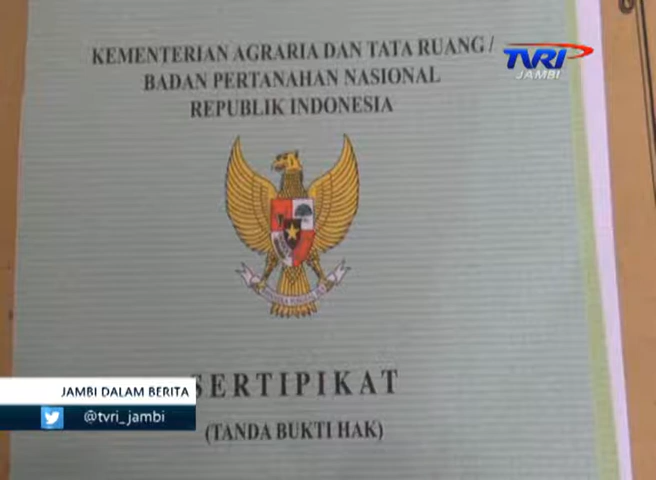 KEMENTERIAN AGRARIA DAN TATA RUANG /
BADAN PERTANAHAN NASIONAL
REPUBLIK INDONESIA
TVRI
JAMBI
SERTIPIKAT
(TANDA BUKTI HAK)
JAMBI DALAM BERITA
@tvri_jambi